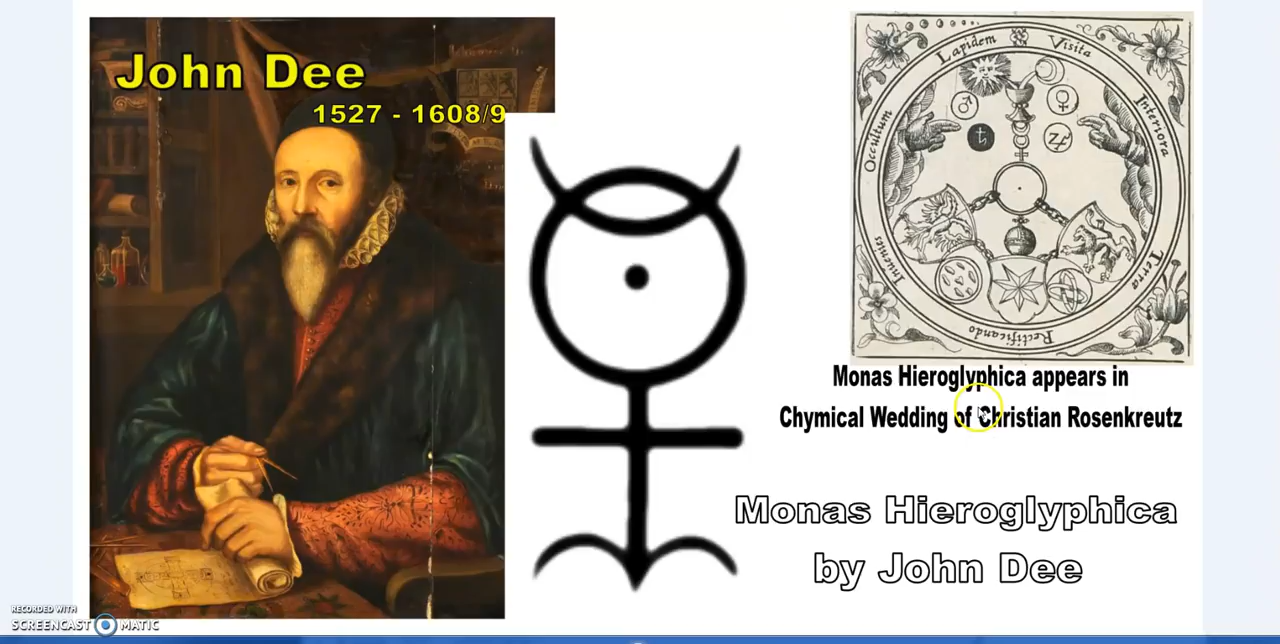 John Dee
1527 - 1608/9
Visita
Interiora
Terra
Rectificando
Invenies
Occultum
Lapidem
Monas Hieroglyphica appears in
Chymical Wedding of Christian Rosenkreutz
Monas Hieroglyphica
by John Dee
RECORDED WITH
SCREENCAST MATIC